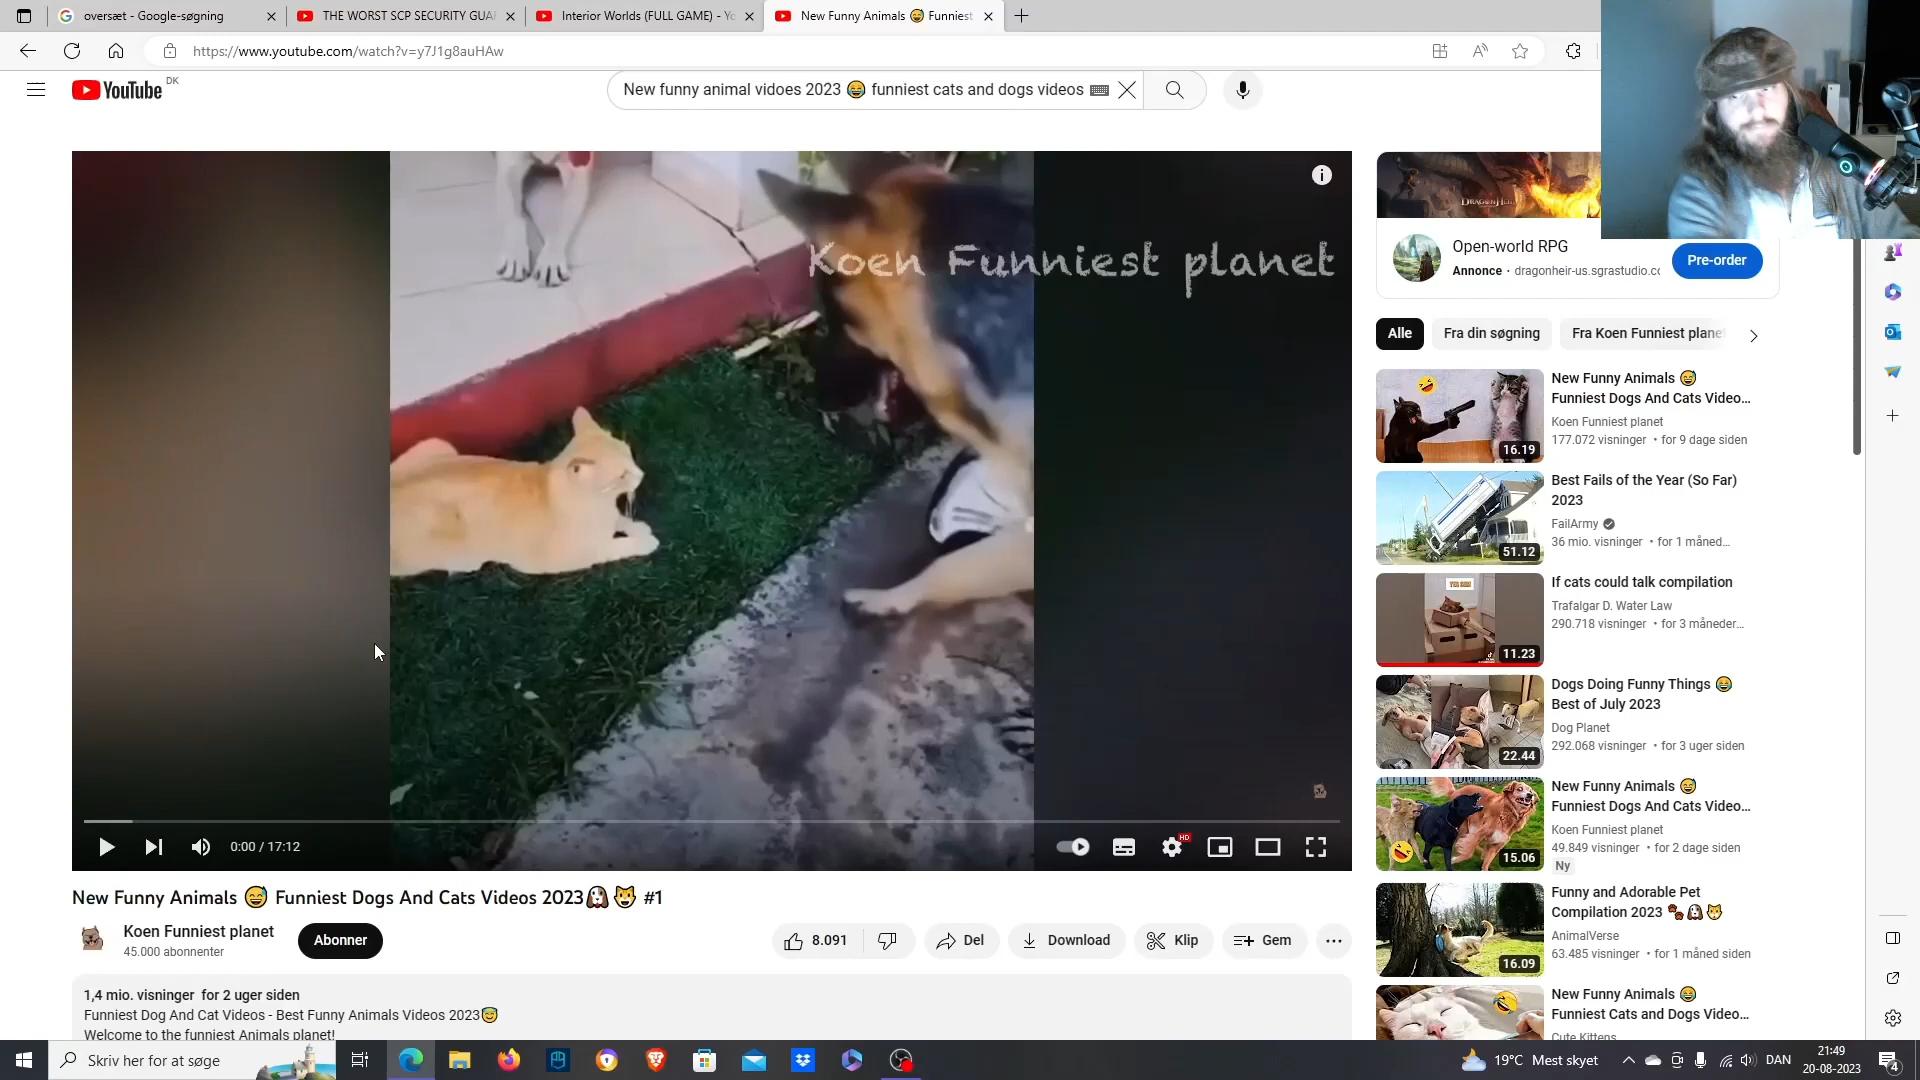 oversæt - Google-søgning
THE WORST SCP SECURITY GUA
Interior Worlds (FULL GAME) - Yo
New Funny Animals 😅 Funniest
https://www.youtube.com/watch?v=y7J1g8auHAw
YouTube DK
New funny animal vidoes 2023 😂 funniest cats and dogs videos
Koen Funniest planet
0:00 / 17:12
HD
New Funny Animals 😅 Funniest Dogs And Cats Videos 2023🐶😺 #1
Koen Funniest planet
45.000 abonnenter
Abonner
8.091
Del
Download
Klip
Gem
1,4 mio. visninger for 2 uger siden
Funniest Dog And Cat Videos - Best Funny Animals Videos 2023😇
Welcome to the funniest Animals planet!
Open-world RPG
Annonce · dragonheir-us.sgrastudio.cc
Pre-order
Alle
Fra din søgning
Fra Koen Funniest planet
New Funny Animals 😅
Funniest Dogs And Cats Video...
Koen Funniest planet
177.072 visninger • for 9 dage siden
16.19
Best Fails of the Year (So Far)
2023
FailArmy
36 mio. visninger • for 1 måned...
51.12
If cats could talk compilation
Trafalgar D. Water Law
290.718 visninger • for 3 måneder...
11.23
Dogs Doing Funny Things 😂
Best of July 2023
Dog Planet
292.068 visninger • for 3 uger siden
22.44
New Funny Animals 😅
Funniest Dogs And Cats Video...
Koen Funniest planet
49.849 visninger • for 2 dage siden
Ny
15.06
Funny and Adorable Pet
Compilation 2023 🐾🐶😺
AnimalVerse
63.485 visninger • for 1 måned siden
16.09
New Funny Animals 😂
Funniest Cats and Dogs Video...
Cute Kittens
Skriv her for at søge
19°C Mest skyet
DAN
21:49
20-08-2023
4